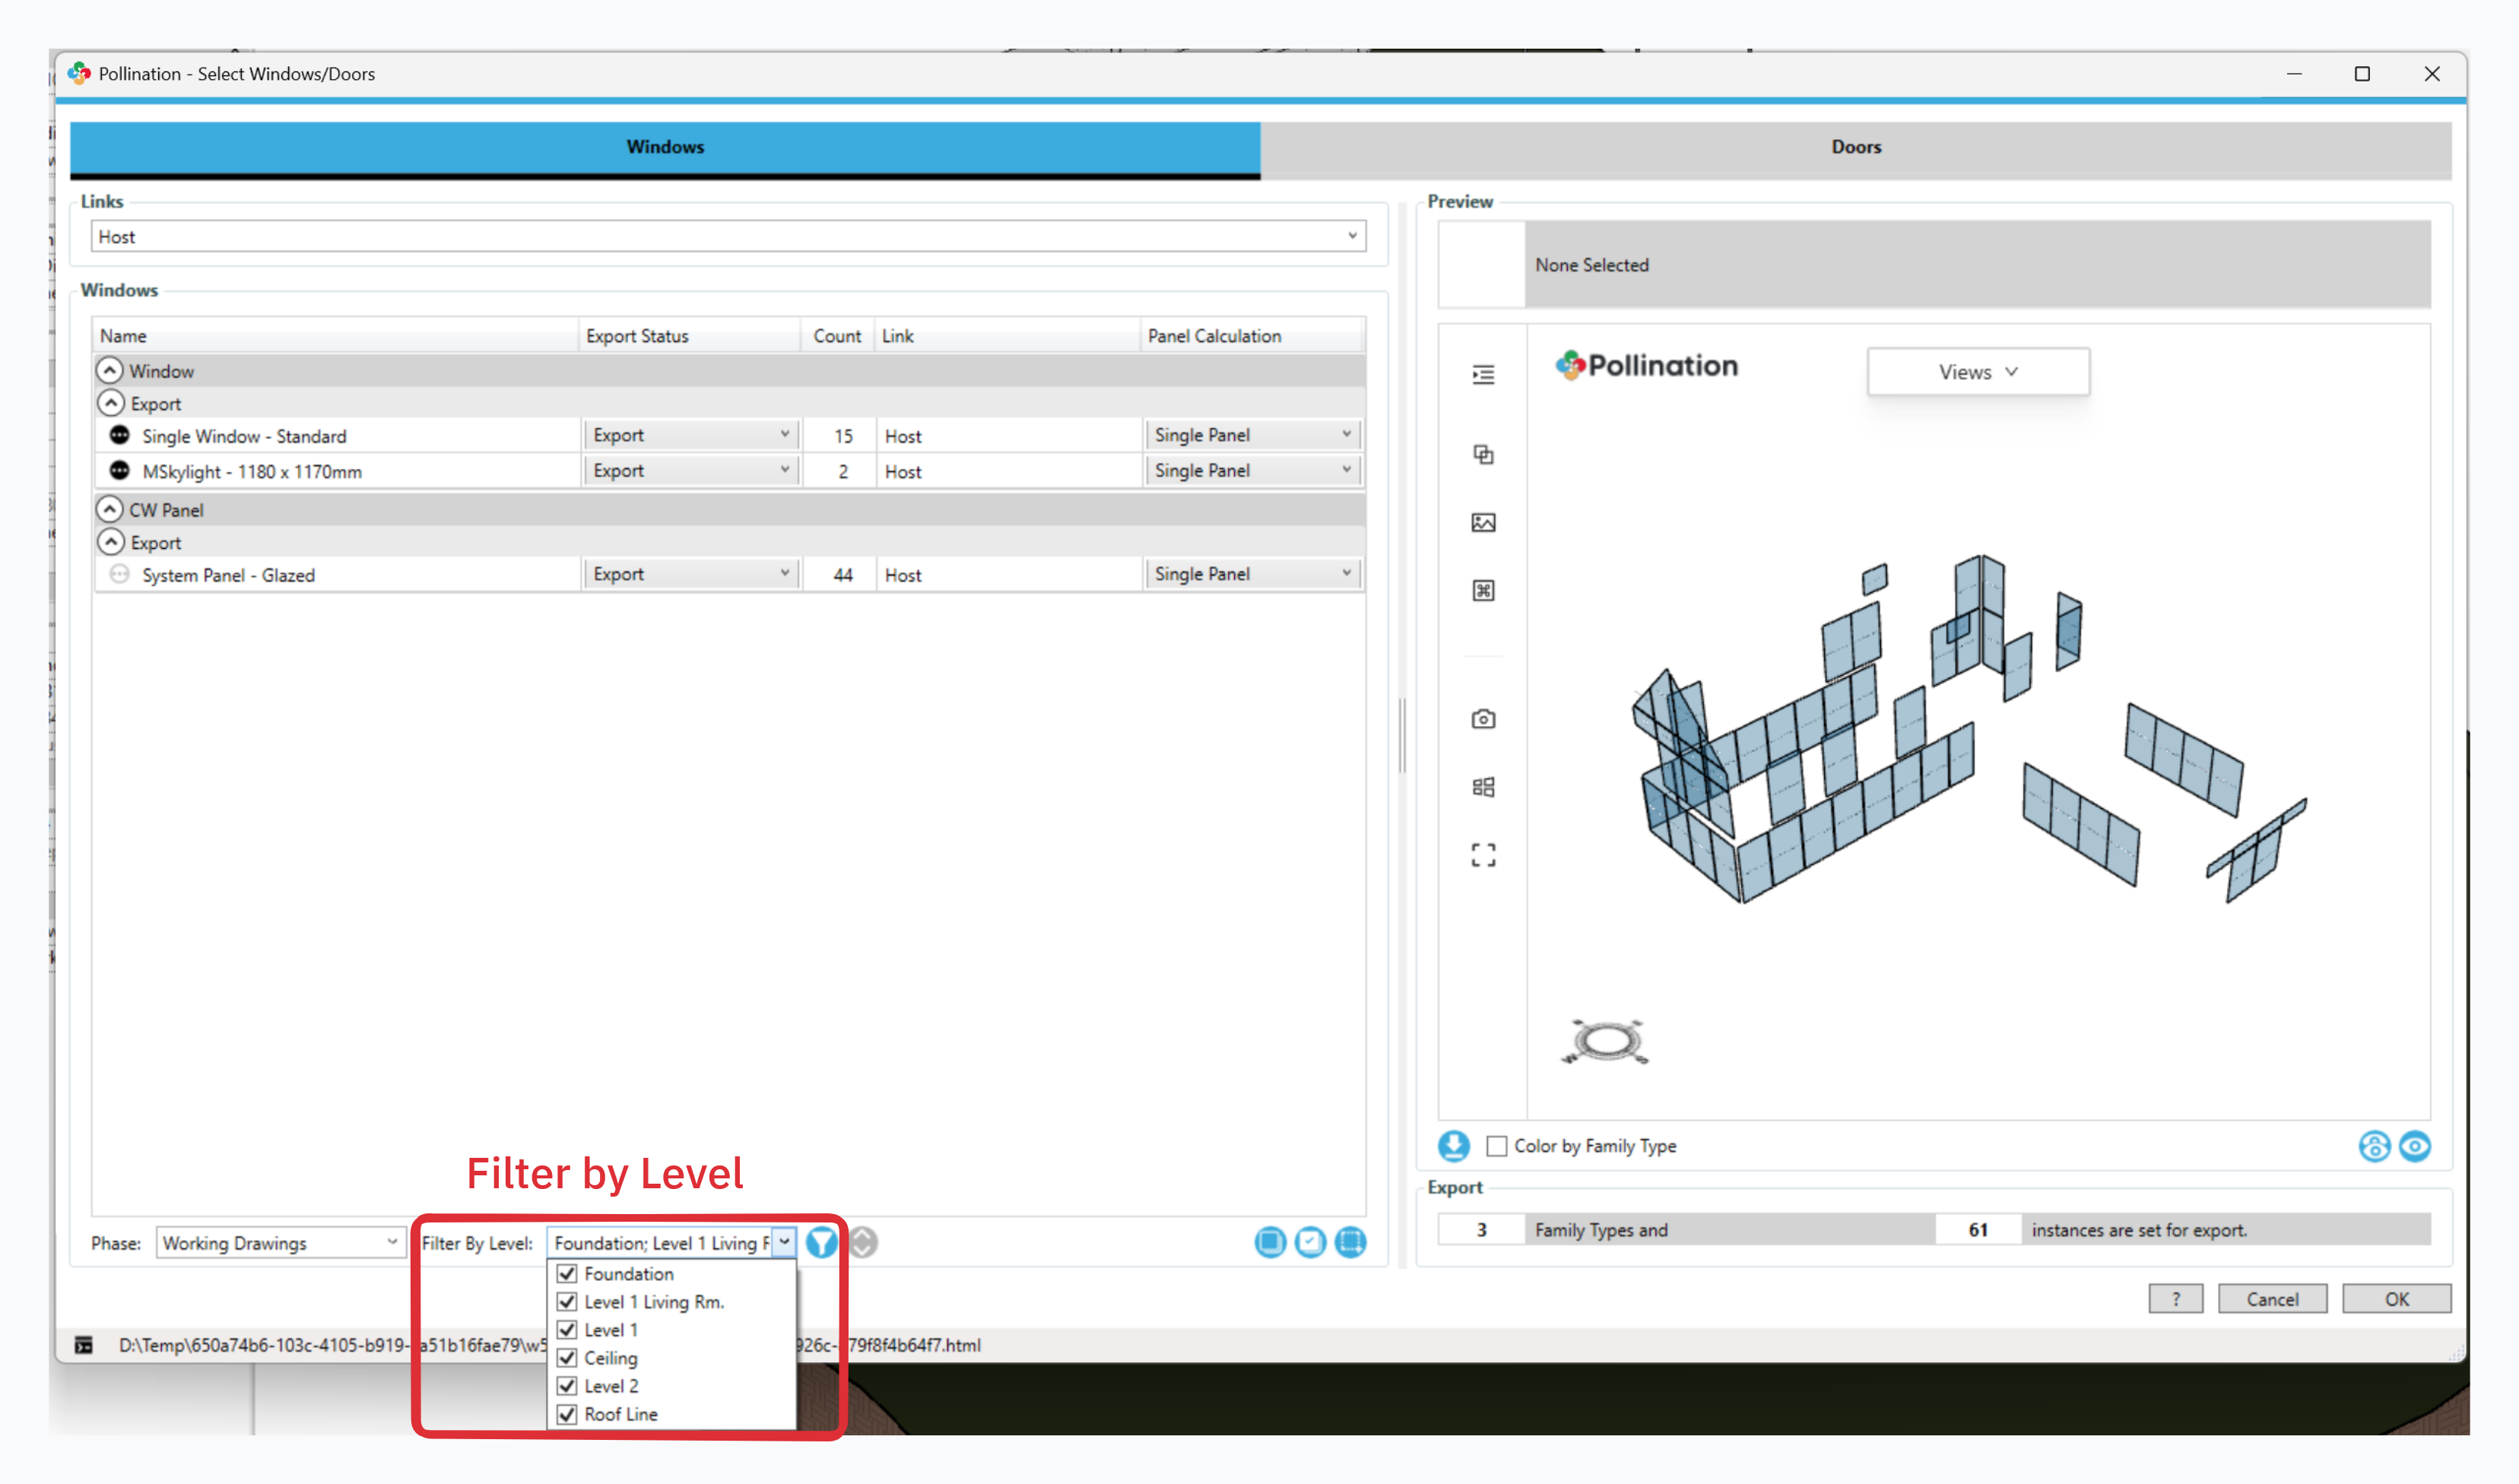 Pollination - Select Windows/Doors
Windows
Doors
Links
Host
Windows
Name Export Status Count Link Panel Calculation
Window
Export
Single Window - Standard Export 15 Host Single Panel
MSkylight - 1180 x 1170mm Export 2 Host Single Panel
CW Panel
Export
System Panel - Glazed Export 44 Host Single Panel
Preview
None Selected
Pollination
Views
Color by Family Type
Export
3 Family Types and 61 instances are set for export.
Filter by Level
Phase: Working Drawings Filter By Level: Foundation; Level 1 Living
Foundation
Level 1 Living Rm.
Level 1
Ceiling
Level 2
Roof Line
? Cancel OK
D:\Temp\650a74b6-103c-4105-b919- a51b16fae79\w5 926c- 79f8f4b64f7.html